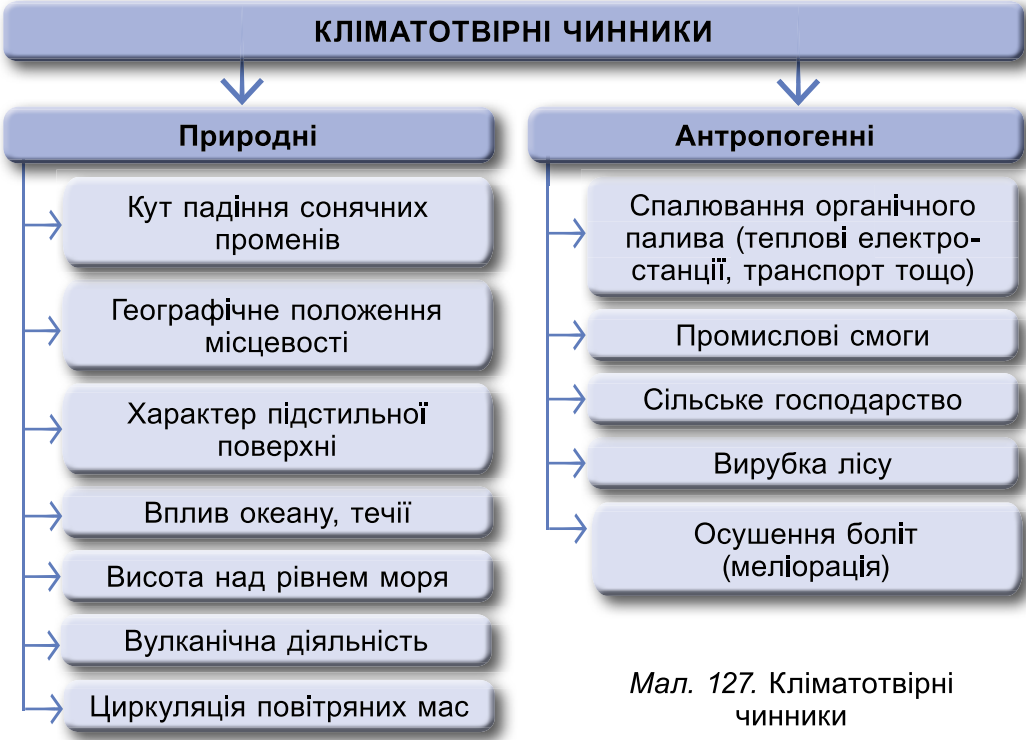 КЛІМАТОТВІРНІ ЧИННИКИ
Природні
Кут падіння сонячних
променів
Географічне положення
місцевості
Характер підстильної
поверхні
Вплив океану, течії
Висота над рівнем моря
Вулканічна діяльність
Циркуляція повітряних мас
Антропогенні
Спалювання органічного
палива (теплові електро-
станції, транспорт тощо)
Промислові смоги
Сільське господарство
Вирубка лісу
Осушення боліт
(меліорація)
Мал. 127. Кліматотвірні
чинники